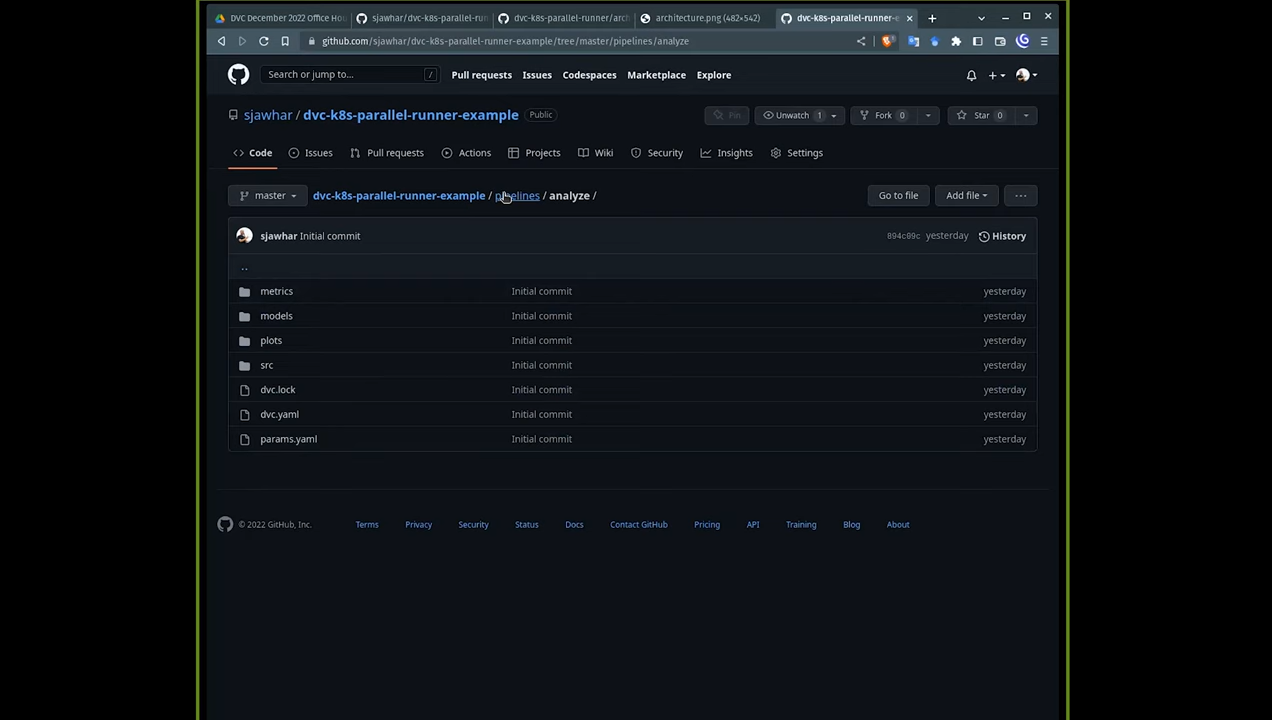 DVC December 2022 Office Hou
sjawhar/dvc-k8s-parallel-run
dvc-k8s-parallel-runner/arch
architecture.png (482×542)
dvc-k8s-parallel-runner-e
github.com/sjawhar/dvc-k8s-parallel-runner-example/tree/master/pipelines/analyze
Search or jump to... /
Pull requests Issues Codespaces Marketplace Explore
sjawhar / dvc-k8s-parallel-runner-example Public
Pin Unwatch 1 Fork 0 Star 0
Code Issues Pull requests Actions Projects Wiki Security Insights Settings
master dvc-k8s-parallel-runner-example / pipelines / analyze / Go to file Add file ...
sjawhar Initial commit 894c09c yesterday History
..
metrics Initial commit yesterday
models Initial commit yesterday
plots Initial commit yesterday
src Initial commit yesterday
dvc.lock Initial commit yesterday
dvc.yaml Initial commit yesterday
params.yaml Initial commit yesterday
© 2022 GitHub, Inc. Terms Privacy Security Status Docs Contact GitHub Pricing API Training Blog About